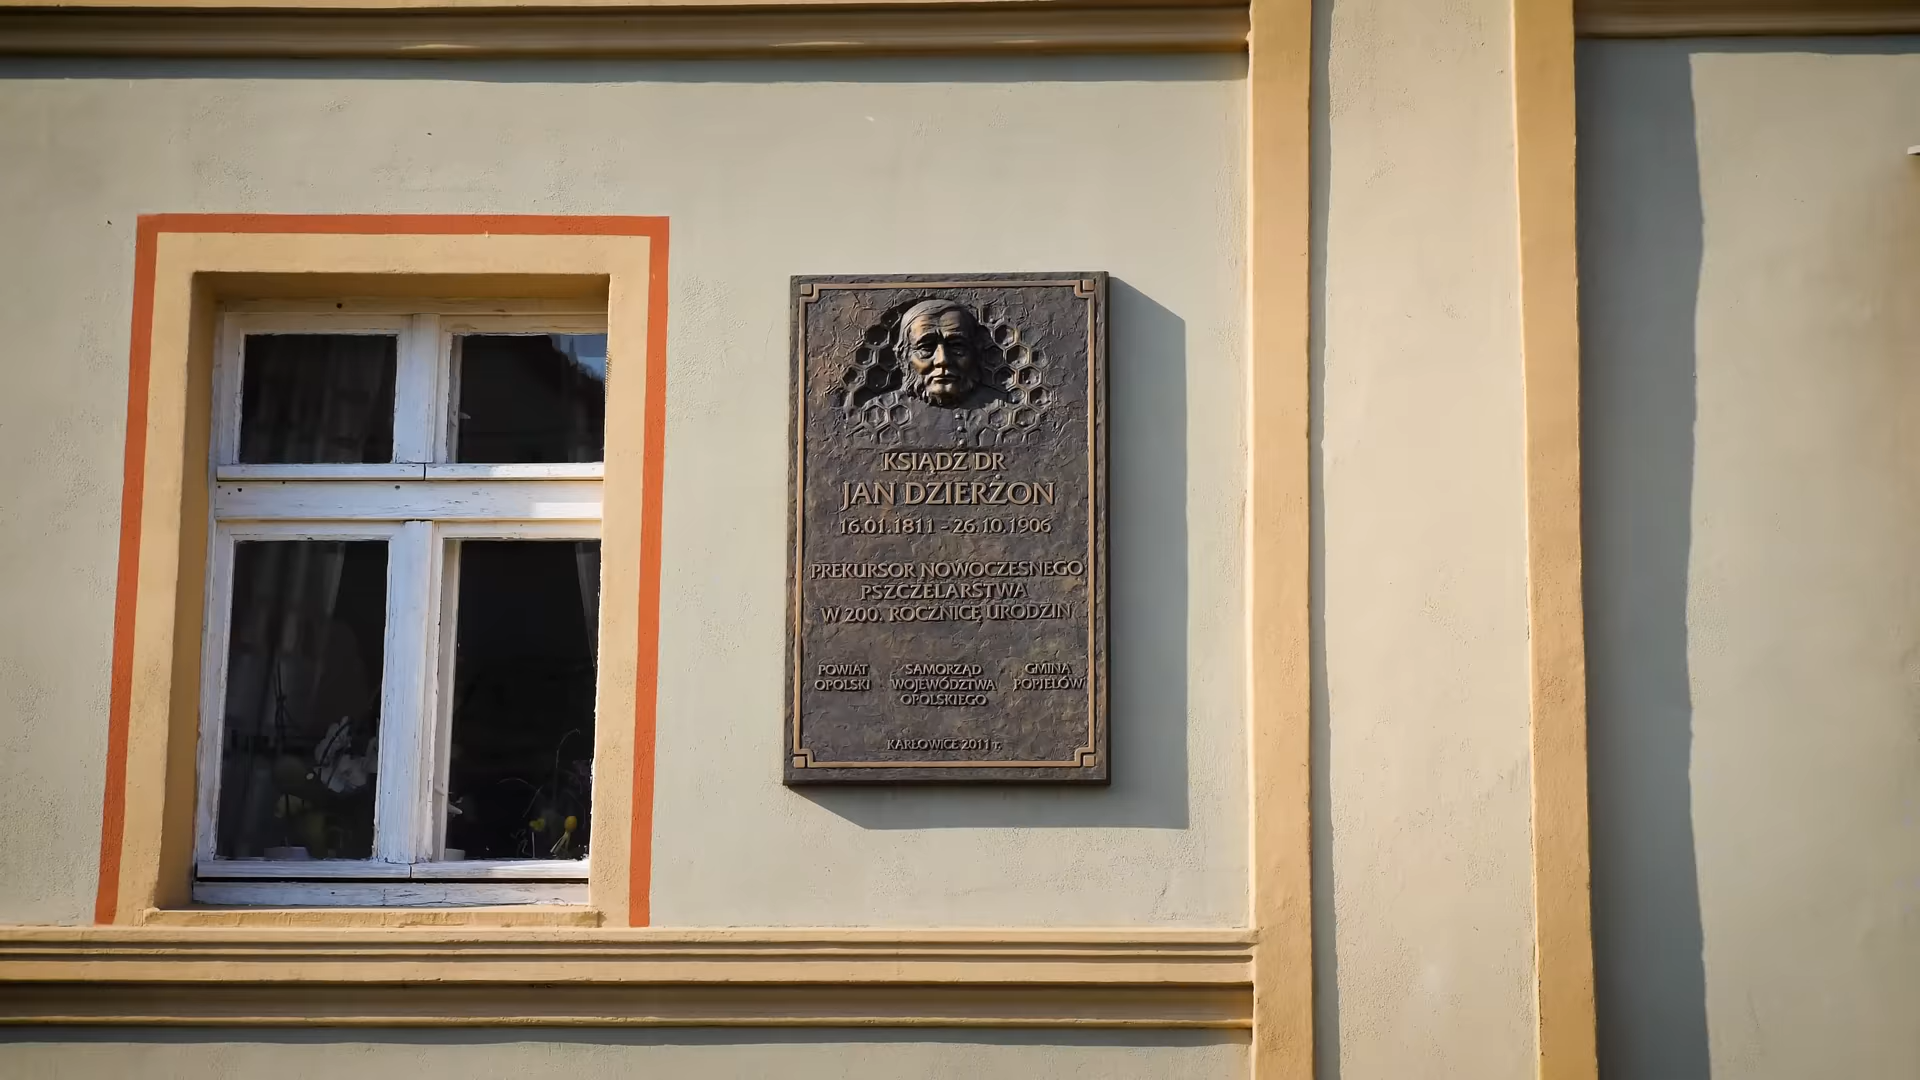 KSIĄDZ DR
JAN DZIERŻON
16.01.1811 - 26.10.1906
PREKURSOR NOWOCZESNEGO
PSZCZELARSTWA
W 200. ROCZNICĘ URODZIN
POWIAT
OPOLSKI
SAMORZĄD
WOJEWÓDZTWA
OPOLSKIEGO
GMINA
POPIELÓW
KARŁOWICE 2011 r.